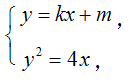 y = kx + m ,
y² = 4x ,